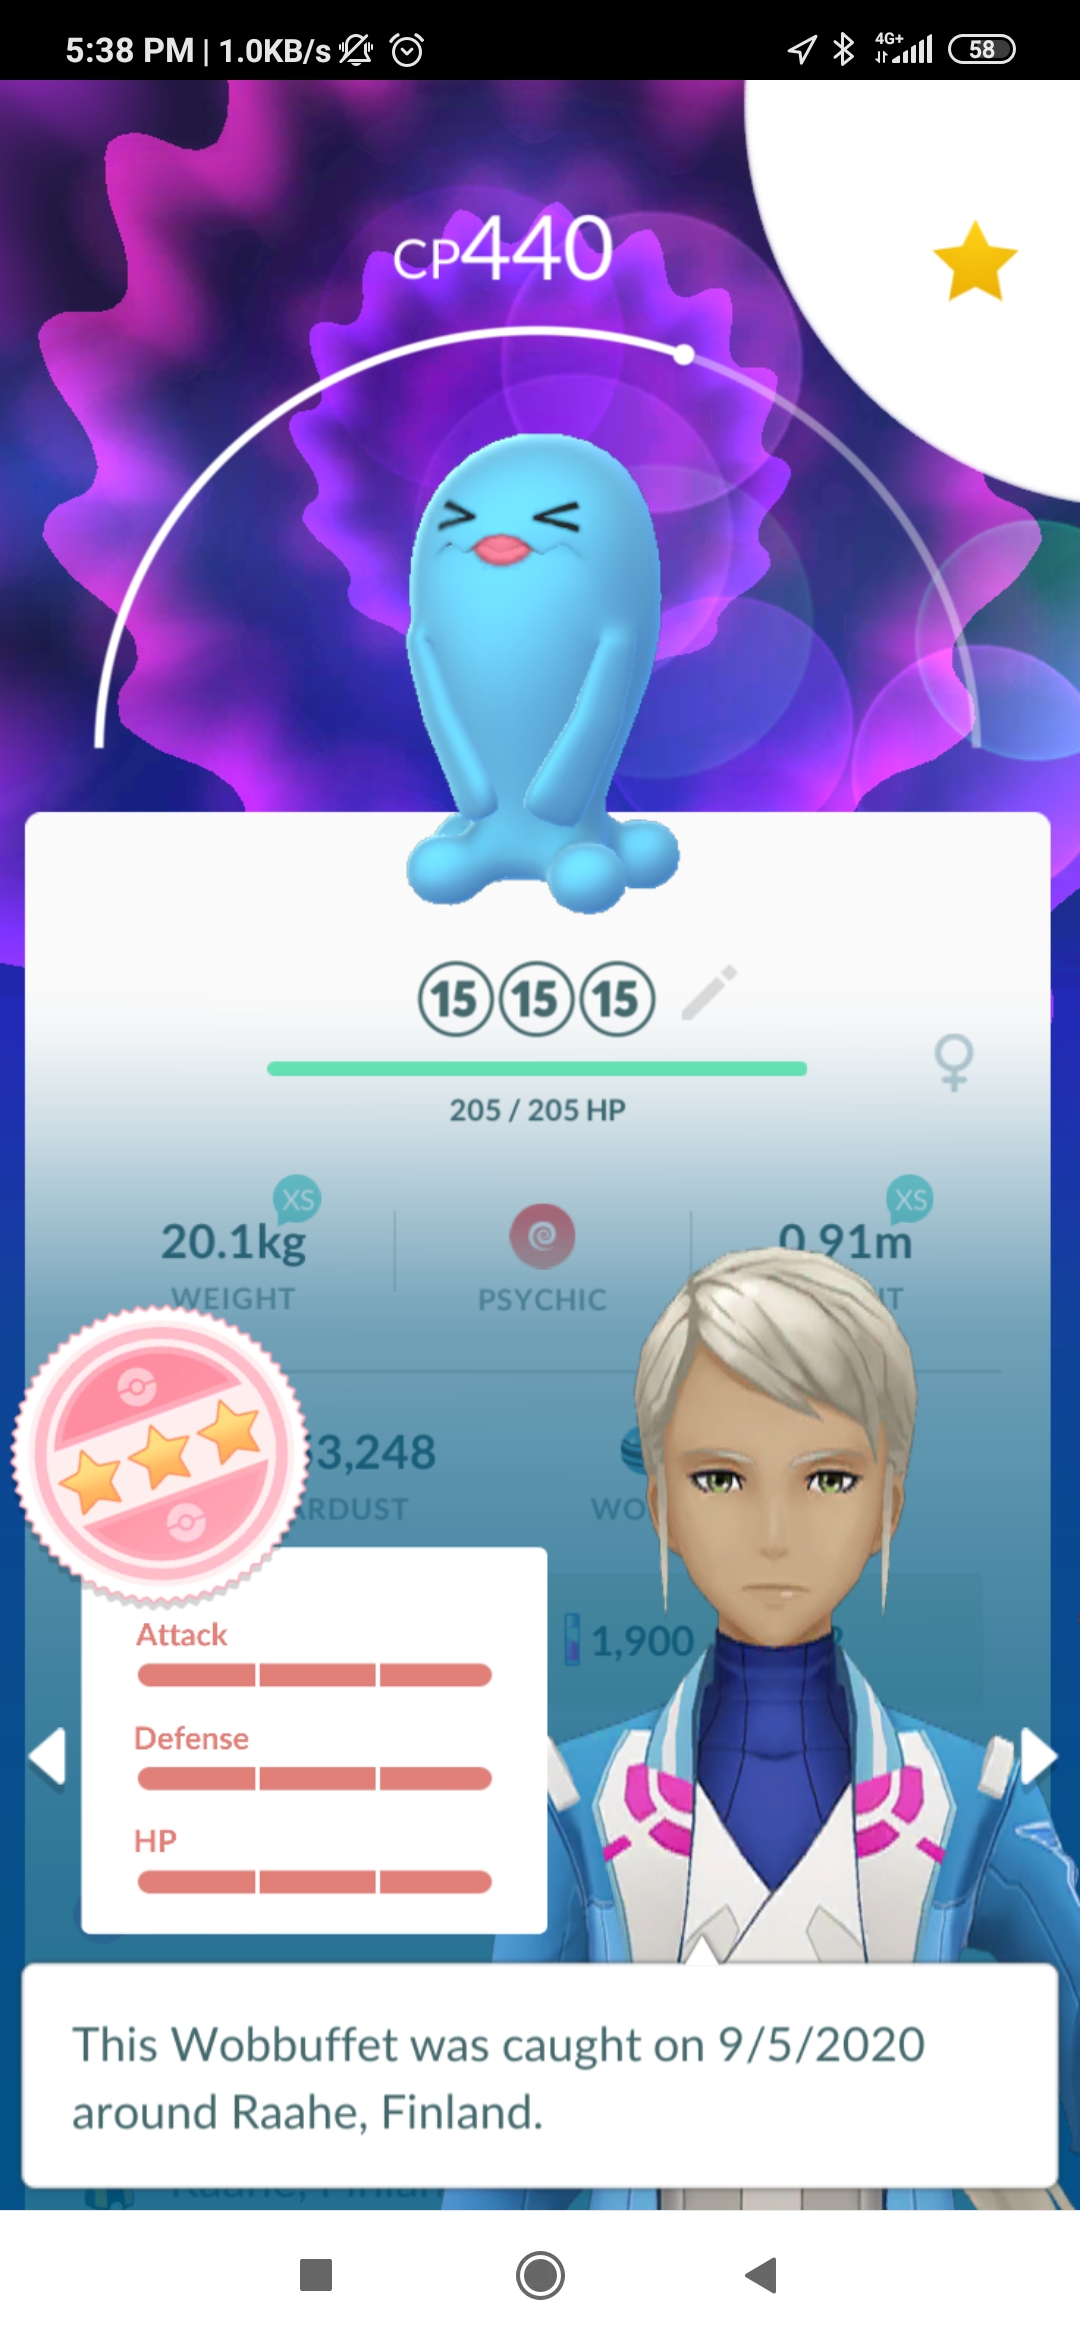 5:38 PM | 1.0KB/s
4G+
58
CP440
15 15 15
205 / 205 HP
XS
XS
20.1kg
0.91m
WEIGHT
PSYCHIC
3,248
1,900
Attack
Defense
HP
This Wobbuffet was caught on 9/5/2020
around Raahe, Finland.